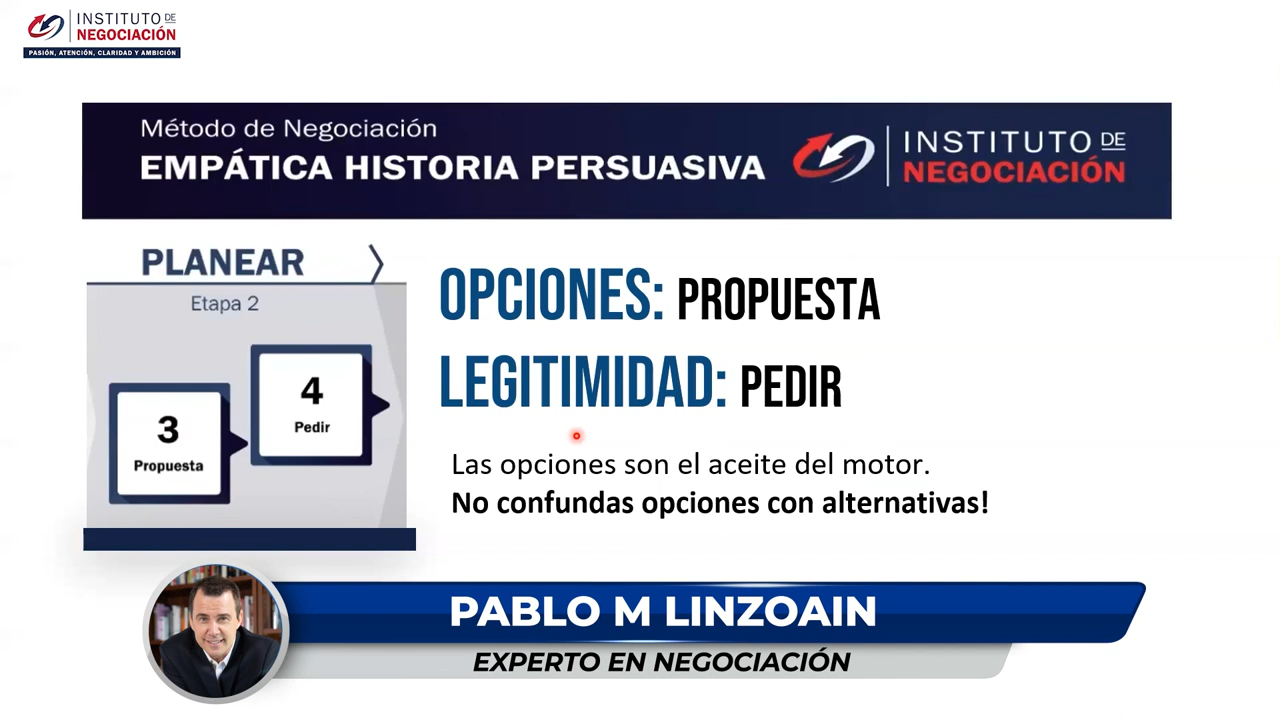 INSTITUTO DE
NEGOCIACIÓN
PASIÓN, ATENCIÓN, CLARIDAD Y AMBICIÓN
Método de Negociación
EMPÁTICA HISTORIA PERSUASIVA
INSTITUTO DE
NEGOCIACIÓN
PLANEAR
Etapa 2
3
Propuesta
4
Pedir
OPCIONES: PROPUESTA
LEGITIMIDAD: PEDIR
Las opciones son el aceite del motor.
No confundas opciones con alternativas!
PABLO M LINZOAIN
EXPERTO EN NEGOCIACIÓN